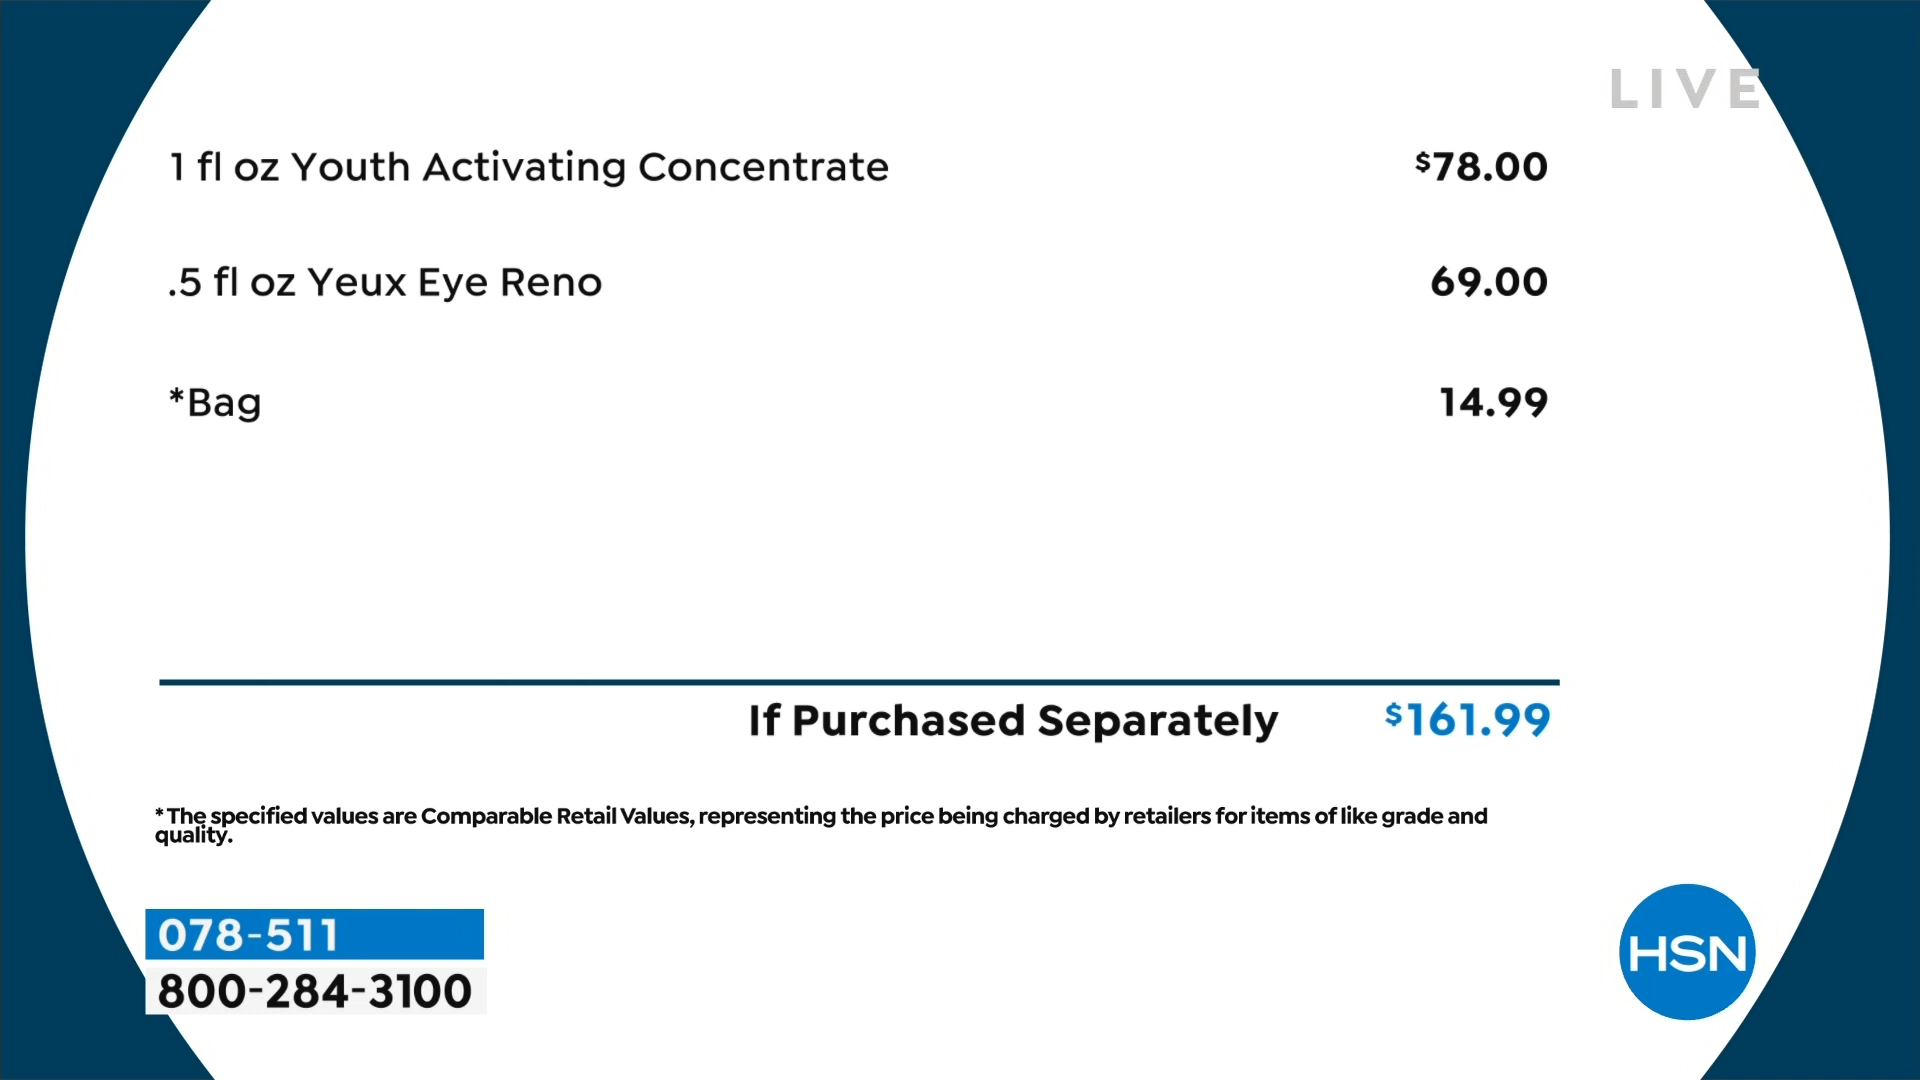 LIVE
1 fl oz Youth Activating Concentrate $78.00
.5 fl oz Yeux Eye Reno 69.00
*Bag 14.99
If Purchased Separately $161.99
* The specified values are Comparable Retail Values, representing the price being charged by retailers for items of like grade and
quality.
078-511
800-284-3100
HSN